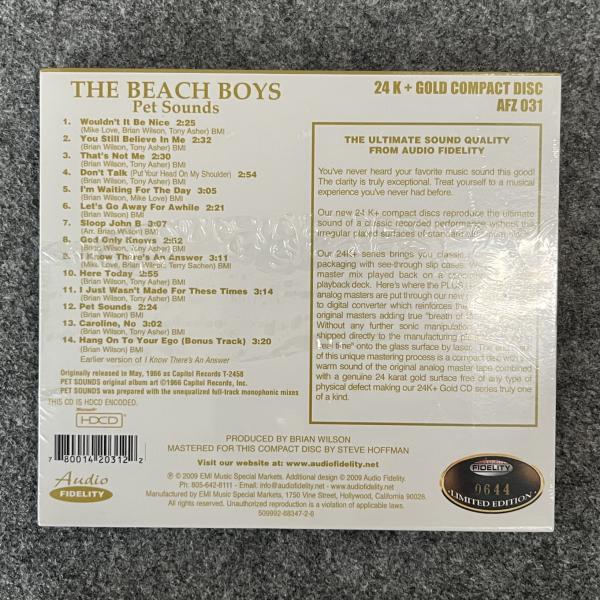 THE BEACH BOYS
Pet Sounds
1. Wouldn't It Be Nice 2:25
(Mike Love, Brian Wilson, Tony Asher) BMI
2. You Still Believe In Me 2:32
(Brian Wilson, Tony Asher) BMI
3. That's Not Me 2:30
(Brian Wilson, Tony Asher) BMI
4. Don't Talk (Put Your Head On My Shoulder) 2:54
(Brian Wilson, Tony Asher) BMI
5. I'm Waiting For The Day 3:05
(Brian Wilson, Mike Love) BMI
6. Let's Go Away For Awhile 2:21
(Brian Wilson) BMI
7. Sloop John B 3:07
(Arr. Brian Wilson) BMI
8. God Only Knows 2:52
(Brian Wilson, Tony Asher) BMI
9. I Know There's An Answer 3:11
(Mike Love, Brian Wilson, Terry Sachen) BMI
10. Here Today 2:55
(Brian Wilson, Tony Asher) BMI
11. I Just Wasn't Made For These Times 3:14
(Brian Wilson, Tony Asher) BMI
12. Pet Sounds 2:24
(Brian Wilson) BMI
13. Caroline, No 3:02
(Brian Wilson, Tony Asher) BMI
14. Hang On To Your Ego (Bonus Track) 3:20
(Brian Wilson) BMI
Earlier version of I Know There's An Answer
Originally released in May, 1966 as Capitol Records T-2458
PET SOUNDS original album art ©1966 Capitol Records, Inc.
PET SOUNDS was prepared with the unequalized full-track monophonic mixes
THIS CD IS HDCD ENCODED.
Microsoft
HDCD
24 K + GOLD COMPACT DISC
AFZ 031
THE ULTIMATE SOUND QUALITY
FROM AUDIO FIDELITY
You've never heard your favorite music sound this good!
The clarity is truly exceptional. Treat yourself to a musical
experience you've never had before.
Our new 24 K+ compact discs reproduce the ultimate
sound of a classic recorded performance without the
irregular placed surfaces of standard
Our 24K+ series brings you classic
packaging with see-through slip cases.
master mix played back on a
playback deck. Here's where the PLUS
analog masters are put through our new
to digital converter which reinforces the
original masters adding true "breath of
Without any further sonic manipulation
shipped directly to the manufacturing
onto the glass surface by laser. The
of this unique mastering process is a compact disc with
warm sound of the original analog master tape combined
with a genuine 24 karat gold surface free of any type of
physical defect making our 24K+ Gold CD series truly one
of a kind.
PRODUCED BY BRIAN WILSON
MASTERED FOR THIS COMPACT DISC BY STEVE HOFFMAN
Visit our website at: www.audiofidelity.net
℗ © 2009 EMI Music Special Markets. Additional design © 2009 Audio Fidelity.
Ph: 805-642-6111 - Email: info@audiofidelity.net - www.audiofidelity.net
Manufactured by EMI Music Special Markets, 1750 Vine Street, Hollywood, California 90028.
All rights reserved. Unauthorized reproduction is a violation of applicable laws.
509992-68347-2-6
7 80014 20312 2
Audio
FIDELITY
FIDELITY
0644
LIMITED EDITION